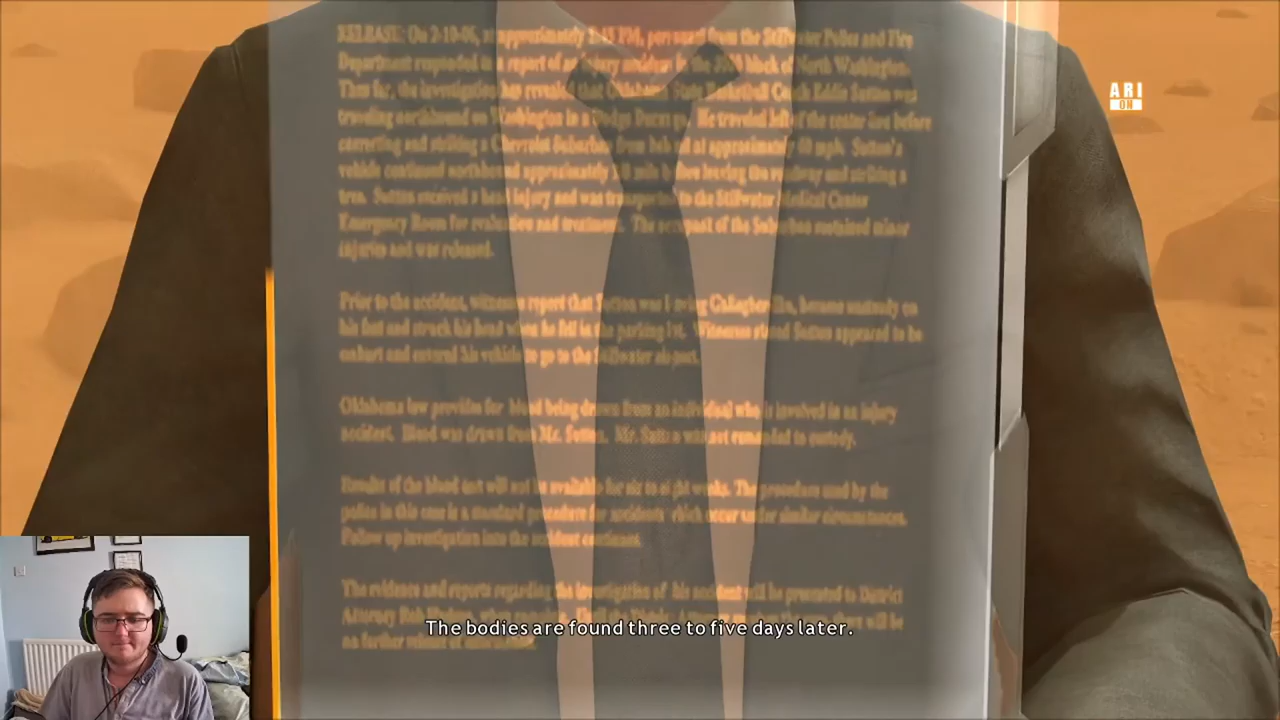 ARI
ON
RELEASE: On 2-10-06, at approximately PM, personnel from the Stillwater Police and Fire
Department responded to a report of an injury accident in the block of North Washington.
Thus far, the investigation has revealed that Oklahoma State Basketball Coach Eddie Sutton was
traveling northbound on Washington in a Dodge Durango. He traveled left of the center line before
correcting and striking a Chevrolet Suburban from behind at approximately 60 mph. Sutton's
vehicle continued northbound approximately mile before leaving the roadway and striking a
tree. Sutton received a head injury and was transported to the Stillwater Medical Center
Emergency Room for evaluation and treatment. The occupant of the Suburban sustained minor
injuries and was released.
Prior to the accident, witnesses report that Sutton was leaving became unsteady on
his feet and struck his head when he fell in the parking lot. Witnesses stated Sutton appeared to be
unhurt and entered his vehicle to go to the Stillwater airport.
Oklahoma law provides for blood being drawn from an individual who is involved in an injury
accident. Blood was drawn from Mr. Sutton. Mr. Sutton was not remanded to custody.
Results of the blood test will not be available for six to eight weeks. The procedure used by the
police in this case is a standard procedure for accidents which occur under similar circumstances.
Follow up investigation into the accident continues.
The evidence and reports regarding the investigation of this accident will be presented to District
Attorney Rob will be
no further
The bodies are found three to five days later.